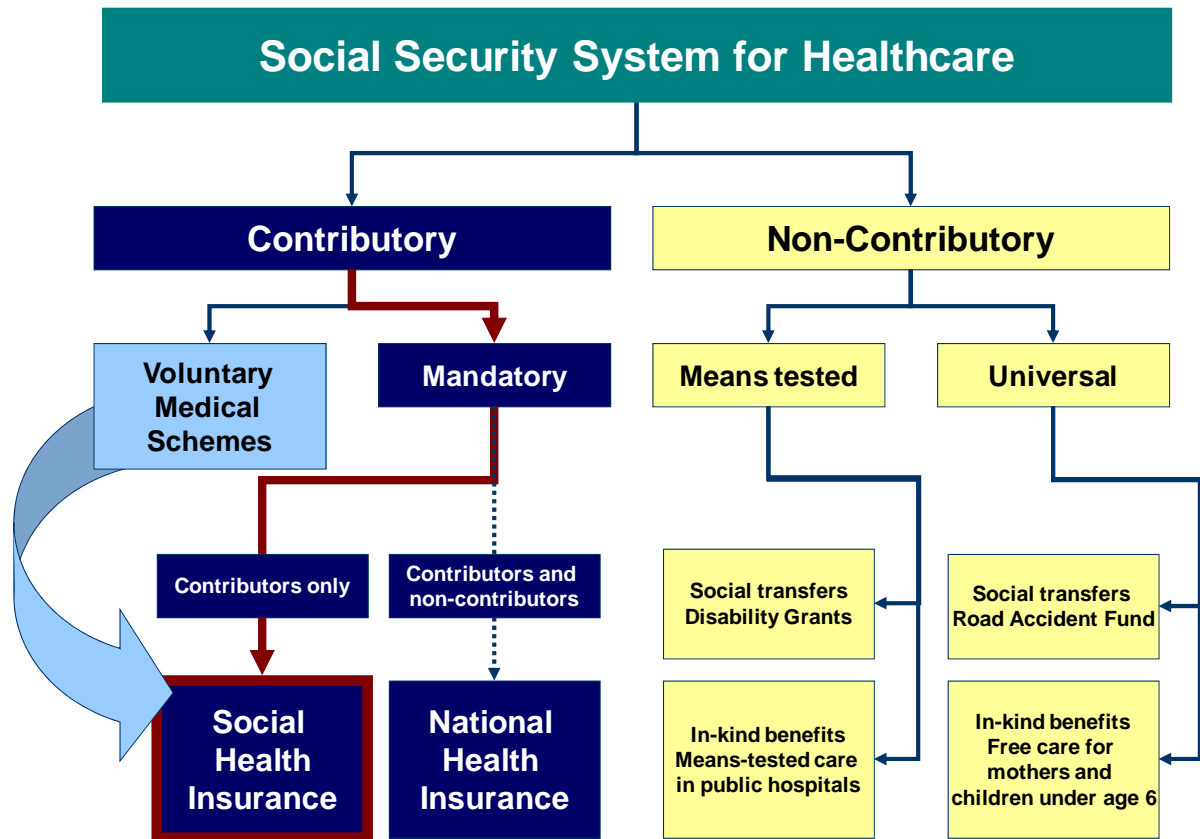 Social Security System for Healthcare
Contributory
Non-Contributory
Voluntary
Medical
Schemes
Mandatory
Means tested
Universal
Contributors only
Contributors and
non-contributors
Social transfers
Disability Grants
Social transfers
Road Accident Fund
Social
Health
Insurance
National
Health
Insurance
In-kind benefits
Means-tested care
in public hospitals
In-kind benefits
Free care for
mothers and
children under age 6